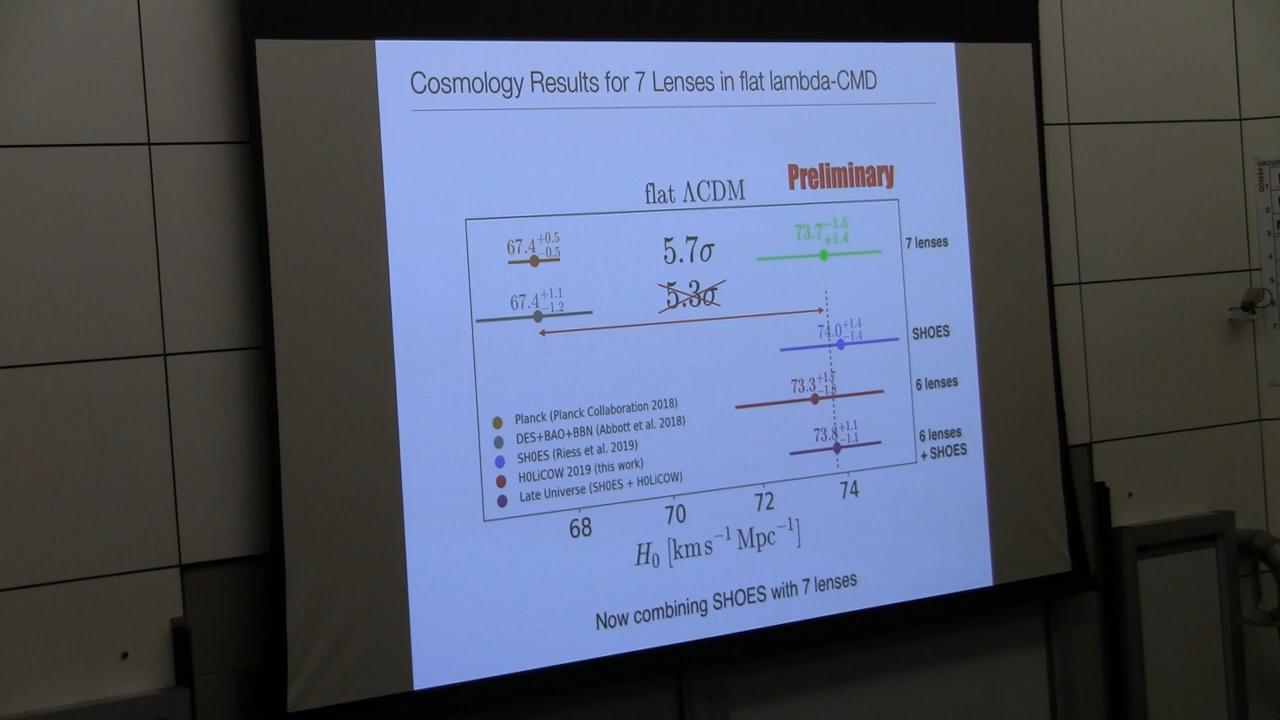 Cosmology Results for 7 Lenses in flat lambda-CMD
Preliminary
flat ΛCDM
67.4 +0.5 −0.5
5.7σ
73.7 −1.5 +1.4
7 lenses
67.4 +1.1 −1.2
5.3σ
74.0 +1.4 −1.4
SHOES
73.3
6 lenses
73.8 +1.1 −1.1
6 lenses
+ SHOES
Planck (Planck Collaboration 2018)
DES+BAO+BBN (Abbott et al. 2018)
SH0ES (Riess et al. 2019)
H0LiCOW 2019 (this work)
Late Universe (SH0ES + H0LiCOW)
68 70 72 74
H0 [km s−1 Mpc−1]
Now combining SHOES with 7 lenses